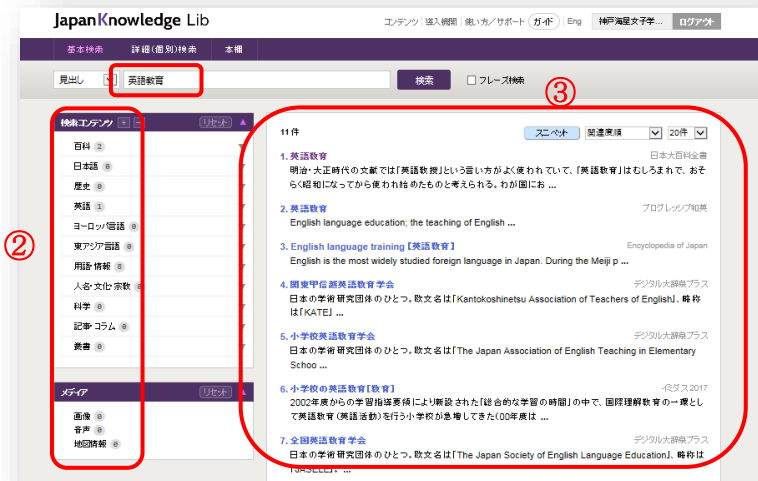 JapanKnowledge Lib
コンテンツ 導入機関 使い方/サポート ガイド Eng 神戸海星女子学... ログアウト
基本検索 詳細(個別)検索 本棚
見出し 英語教育 検索 フレーズ検索
③
検索コンテンツ + − リセット ▲
百科 2
日本語 0
歴史 0
英語 1
ヨーロッパ言語 0
東アジア言語 0
用語・情報 8
人名・文化・宗教 0
科学 0
記事・コラム 0
叢書 0
②
メディア リセット ▲
画像 0
音声 0
地図情報 0
11件 スニペット 関連度順 20件
1. 英語教育 日本大百科全書
明治・大正時代の文献では「英語教授」という言い方がよく使われていて、「英語教育」はむしろまれで、おそ
らく昭和になってから使われ始めたものと考えられる。わが国にお ...
2. 英語教育 プログレッシブ和英
English language education; the teaching of English ...
3. English language training 【英語教育】 Encyclopedia of Japan
English is the most widely studied foreign language in Japan. During the Meiji p ...
4. 関東甲信越英語教育学会 デジタル大辞泉プラス
日本の学術研究団体のひとつ。欧文名は「Kantokoshinetsu Association of Teachers of English」、略称
は「KATE」 ...
5. 小学校英語教育学会 デジタル大辞泉プラス
日本の学術研究団体のひとつ。欧文名は「The Japan Association of English Teaching in Elementary
Schoo ...
6. 小学校の英語教育【教育】 イミダス 2017
2002年度からの学習指導要領により新設された「総合的な学習の時間」の中で、国際理解教育の一環とし
て英語教育(英語活動)を行う小学校が急増してきた(00年度は ...
7. 全国英語教育学会 デジタル大辞泉プラス
日本の学術研究団体のひとつ。欧文名は「The Japan Society of English Language Education」、略称は
「JASELE」。 ...